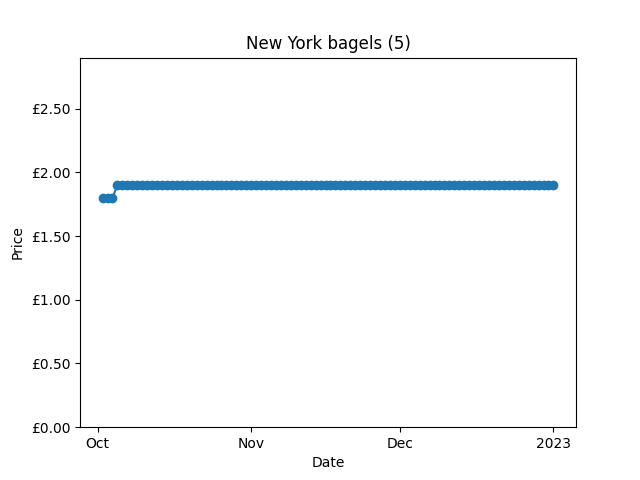 New York bagels (5)
£2.50
£2.00
£1.50
£1.00
£0.50
£0.00
Price
Oct Nov Dec 2023
Date